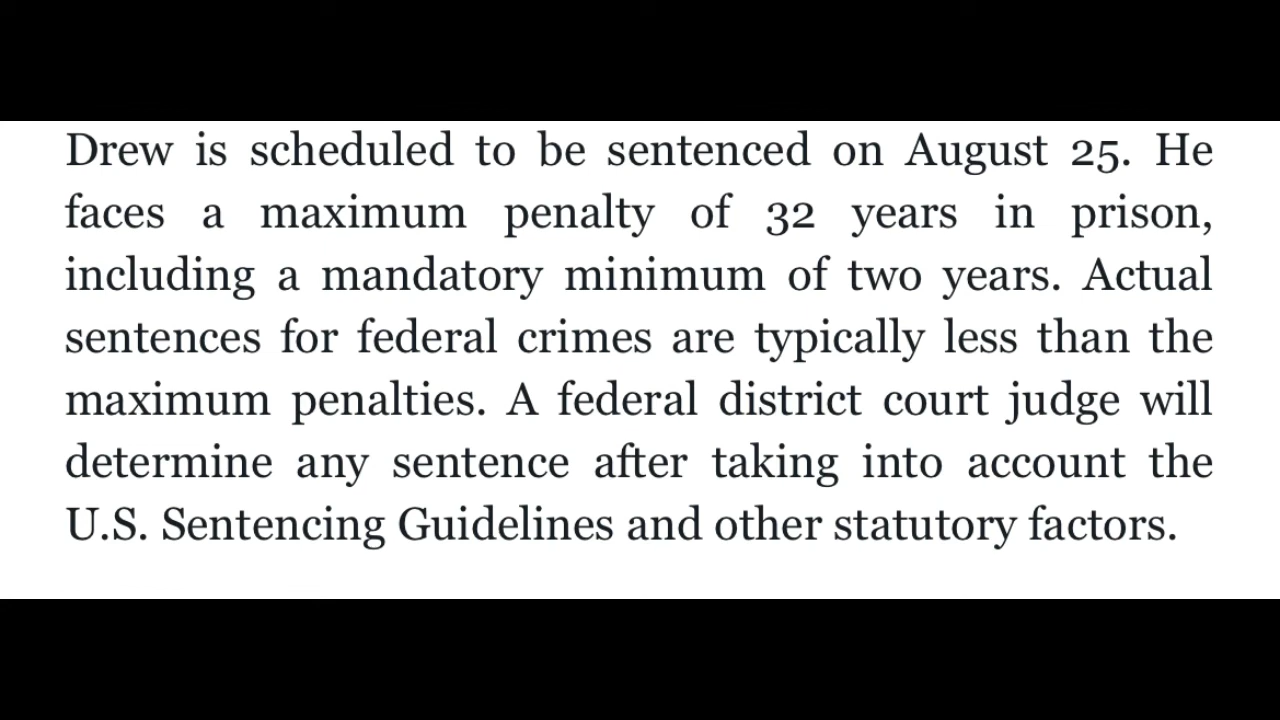 Drew is scheduled to be sentenced on August 25. He
faces a maximum penalty of 32 years in prison,
including a mandatory minimum of two years. Actual
sentences for federal crimes are typically less than the
maximum penalties. A federal district court judge will
determine any sentence after taking into account the
U.S. Sentencing Guidelines and other statutory factors.